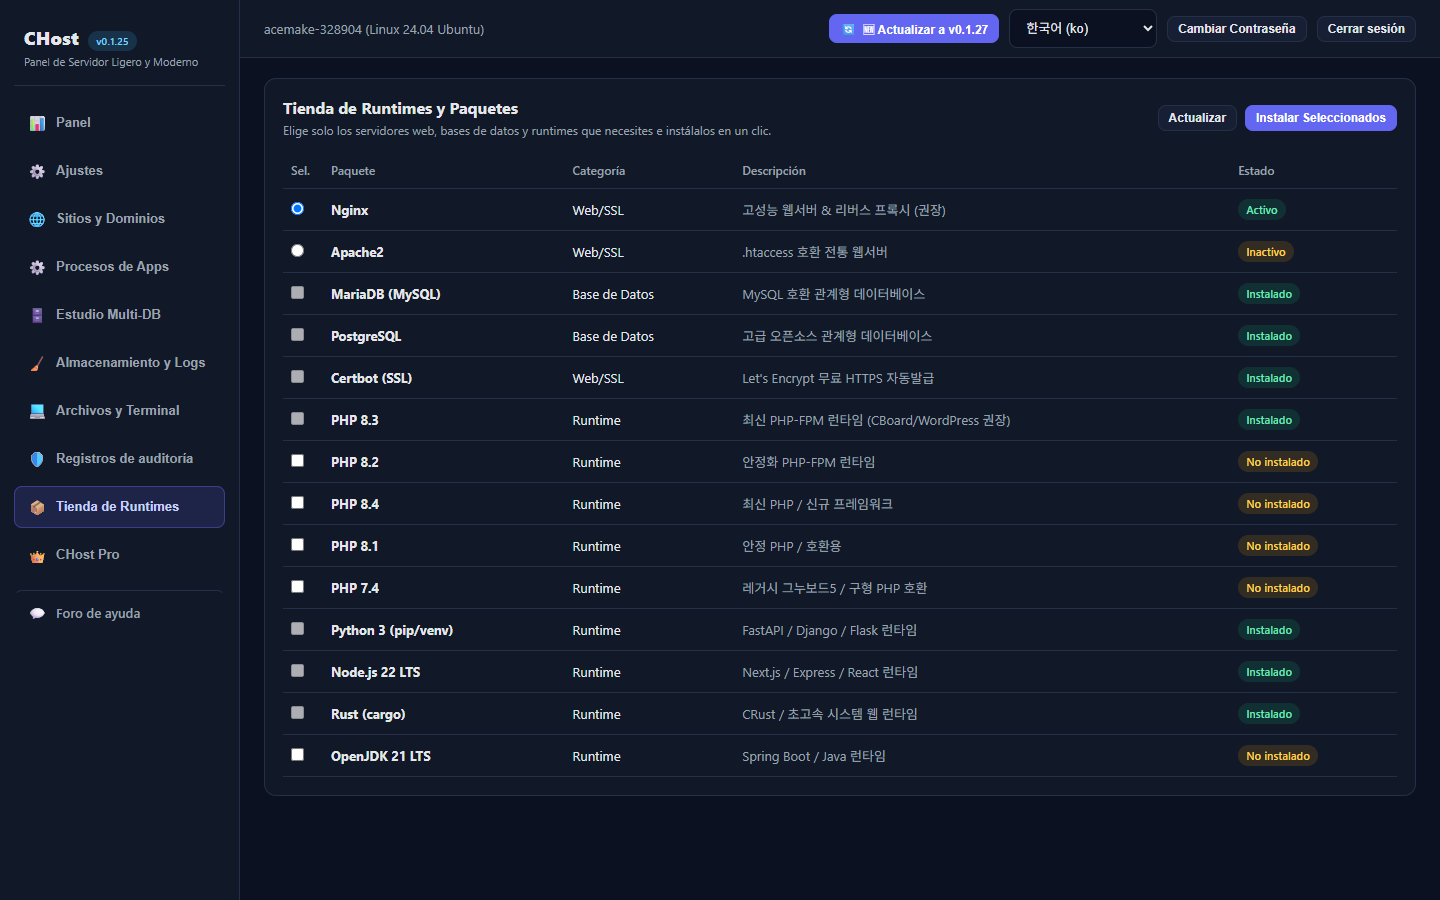 CHost v0.1.25
Panel de Servidor Ligero y Moderno
Panel
Ajustes
Sitios y Dominios
Procesos de Apps
Estudio Multi-DB
Almacenamiento y Logs
Archivos y Terminal
Registros de auditoría
Tienda de Runtimes
CHost Pro
Foro de ayuda
acemake-328904 (Linux 24.04 Ubuntu)
🔄 🆕 Actualizar a v0.1.27
한국어 (ko)
Cambiar Contraseña
Cerrar sesión
Tienda de Runtimes y Paquetes
Elige solo los servidores web, bases de datos y runtimes que necesites e instálalos en un clic.
Actualizar
Instalar Seleccionados
Sel. Paquete Categoría Descripción Estado
Nginx Web/SSL 고성능 웹서버 & 리버스 프록시 (권장) Activo
Apache2 Web/SSL .htaccess 호환 전통 웹서버 Inactivo
MariaDB (MySQL) Base de Datos MySQL 호환 관계형 데이터베이스 Instalado
PostgreSQL Base de Datos 고급 오픈소스 관계형 데이터베이스 Instalado
Certbot (SSL) Web/SSL Let's Encrypt 무료 HTTPS 자동발급 Instalado
PHP 8.3 Runtime 최신 PHP-FPM 런타임 (CBoard/WordPress 권장) Instalado
PHP 8.2 Runtime 안정화 PHP-FPM 런타임 No instalado
PHP 8.4 Runtime 최신 PHP / 신규 프레임워크 No instalado
PHP 8.1 Runtime 안정 PHP / 호환용 No instalado
PHP 7.4 Runtime 레거시 그누보드5 / 구형 PHP 호환 No instalado
Python 3 (pip/venv) Runtime FastAPI / Django / Flask 런타임 Instalado
Node.js 22 LTS Runtime Next.js / Express / React 런타임 Instalado
Rust (cargo) Runtime CRust / 초고속 시스템 웹 런타임 Instalado
OpenJDK 21 LTS Runtime Spring Boot / Java 런타임 No instalado